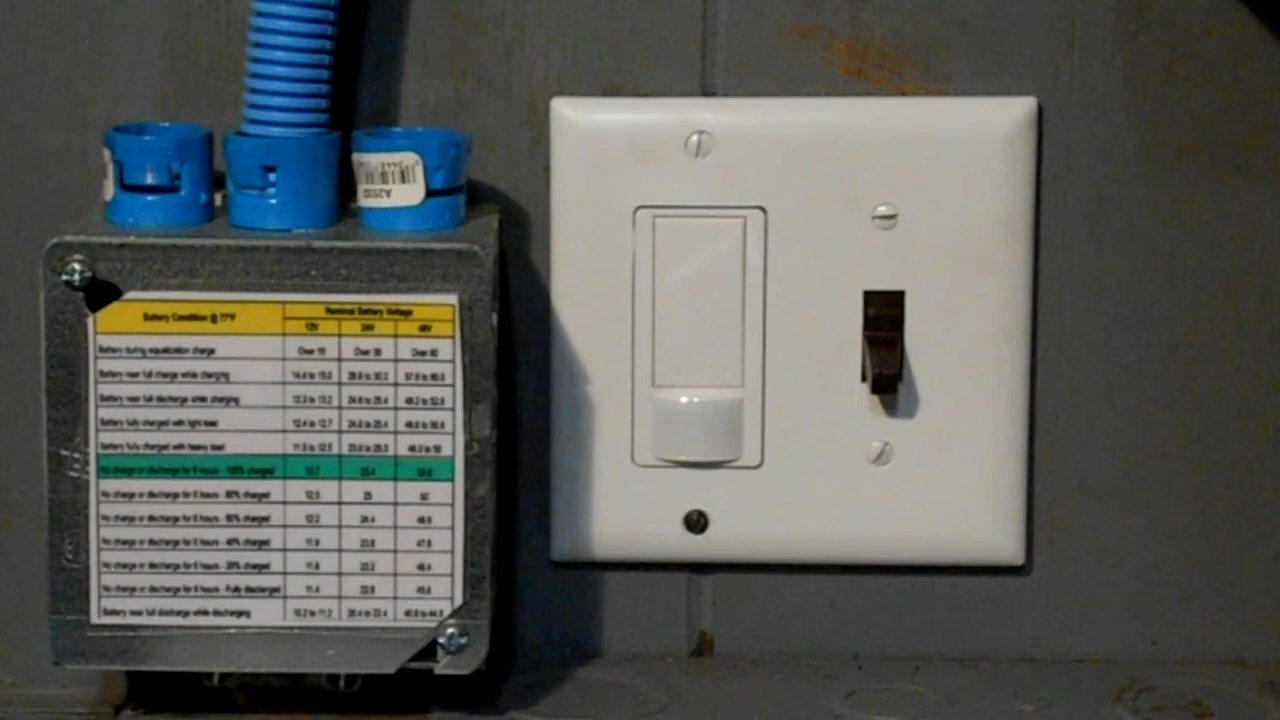 A2532
Battery Condition @ 77°F Nominal Battery Voltage
12V 24V 48V
Battery during equalization charge Over 15 Over 30 Over 60
Battery near full charge while charging 14.4 to 15.0 28.8 to 30.0 57.6 to 60.0
Battery near full discharge while charging 12.3 to 13.2 24.6 to 26.4 49.2 to 52.8
Battery fully charged with light load 12.4 to 12.7 24.8 to 25.4 49.6 to 50.8
Battery fully charged with heavy load 11.5 to 12.5 23.0 to 25.0 46.0 to 50
No charge or discharge for 6 hours - 100% charged 12.7 25.4 50.8
No charge or discharge for 6 hours - 80% charged 12.5 25 50
No charge or discharge for 6 hours - 60% charged 12.2 24.4 48.8
No charge or discharge for 6 hours - 40% charged 11.9 23.8 47.6
No charge or discharge for 6 hours - 20% charged 11.6 23.2 46.4
No charge or discharge for 6 hours - Fully discharged 11.4 22.8 45.6
Battery near full discharge while discharging 10.2 to 11.2 20.4 to 22.4 40.8 to 44.8